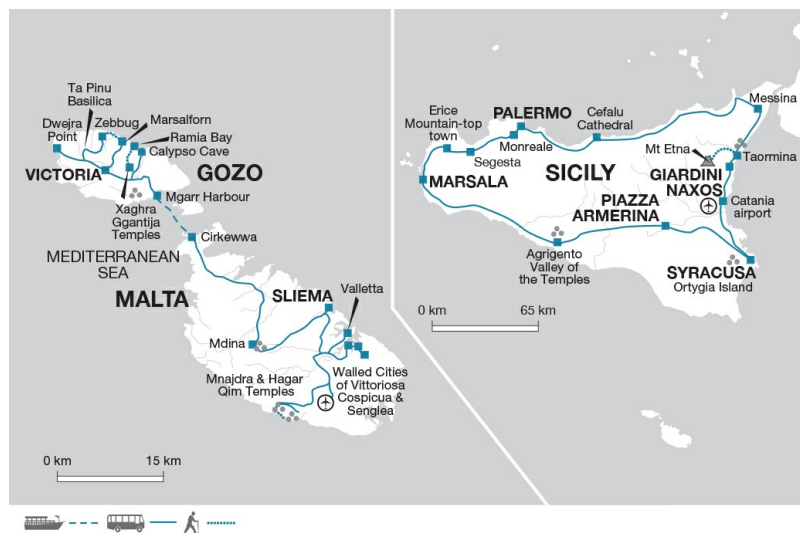 Ta Pinu
Basilica
Dwejra
Point
Zebbug
Marsalforn
Ramla Bay
Calypso Cave
VICTORIA
GOZO
Xaghra
Ggantija
Temples
Mgarr Harbour
Cirkewwa
MEDITERRANEAN
SEA
MALTA
SLIEMA
Valletta
Mdina
Mnajdra & Hagar
Qim Temples
Walled Cities
of Vittoriosa
Cospicua &
Senglea
0 km
15 km
Erice
Mountain-top
town
PALERMO
Cefalu
Cathedral
Messina
Monreale
Segesta
Mt Etna
Taormina
SICILY
GIARDINI
NAXOS
MARSALA
PIAZZA
ARMERINA
Catania
airport
Agrigento
Valley of
the Temples
SYRACUSA
Ortygia Island
0 km
65 km